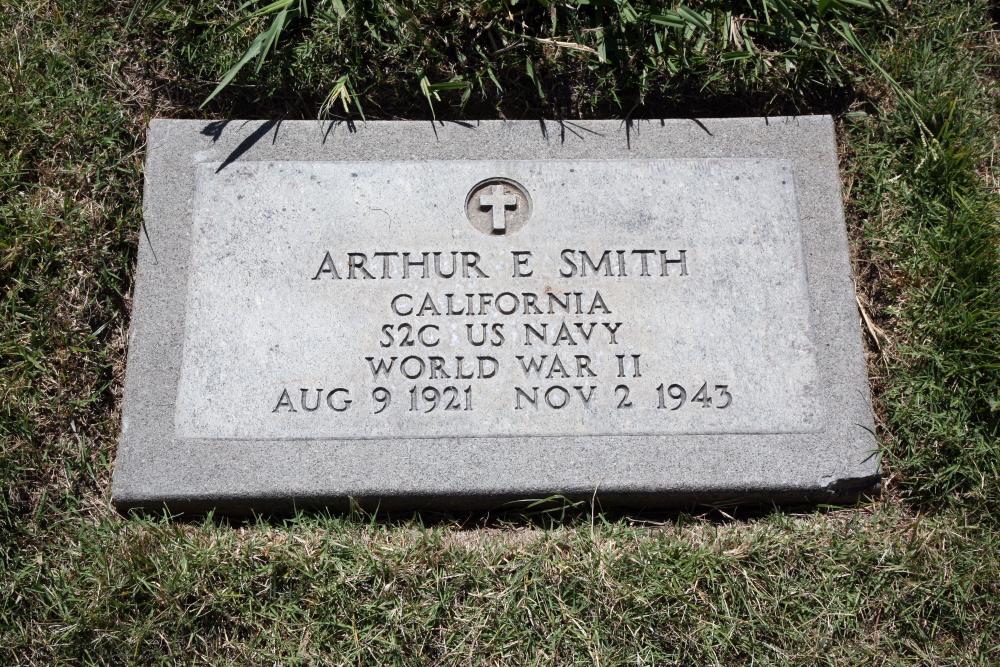 ARTHUR E SMITH
CALIFORNIA
S2C US NAVY
WORLD WAR II
AUG 9 1921 NOV 2 1943